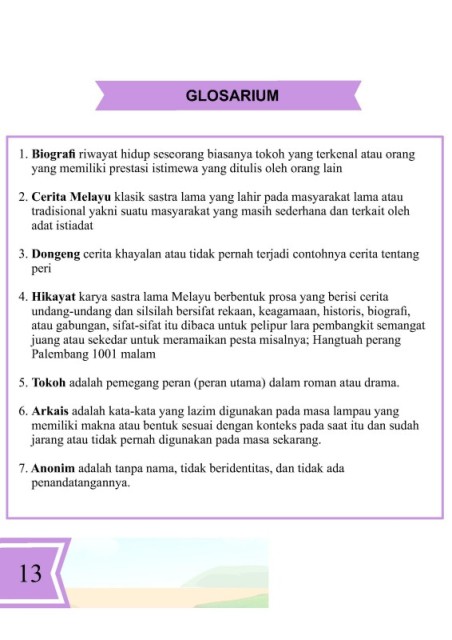 GLOSARIUM
1. Biografi riwayat hidup seseorang biasanya tokoh yang terkenal atau orang
yang memiliki prestasi istimewa yang ditulis oleh orang lain
2. Cerita Melayu klasik sastra lama yang lahir pada masyarakat lama atau
tradisional yakni suatu masyarakat yang masih sederhana dan terkait oleh
adat istiadat
3. Dongeng cerita khayalan atau tidak pernah terjadi contohnya cerita tentang
peri
4. Hikayat karya sastra lama Melayu berbentuk prosa yang berisi cerita
undang-undang dan silsilah bersifat rekaan, keagamaan, historis, biografi,
atau gabungan, sifat-sifat itu dibaca untuk pelipur lara pembangkit semangat
juang atau sekedar untuk meramaikan pesta misalnya; Hangtuah perang
Palembang 1001 malam
5. Tokoh adalah pemegang peran (peran utama) dalam roman atau drama.
6. Arkais adalah kata-kata yang lazim digunakan pada masa lampau yang
memiliki makna atau bentuk sesuai dengan konteks pada saat itu dan sudah
jarang atau tidak pernah digunakan pada masa sekarang.
7. Anonim adalah tanpa nama, tidak beridentitas, dan tidak ada
penandatangannya.
13